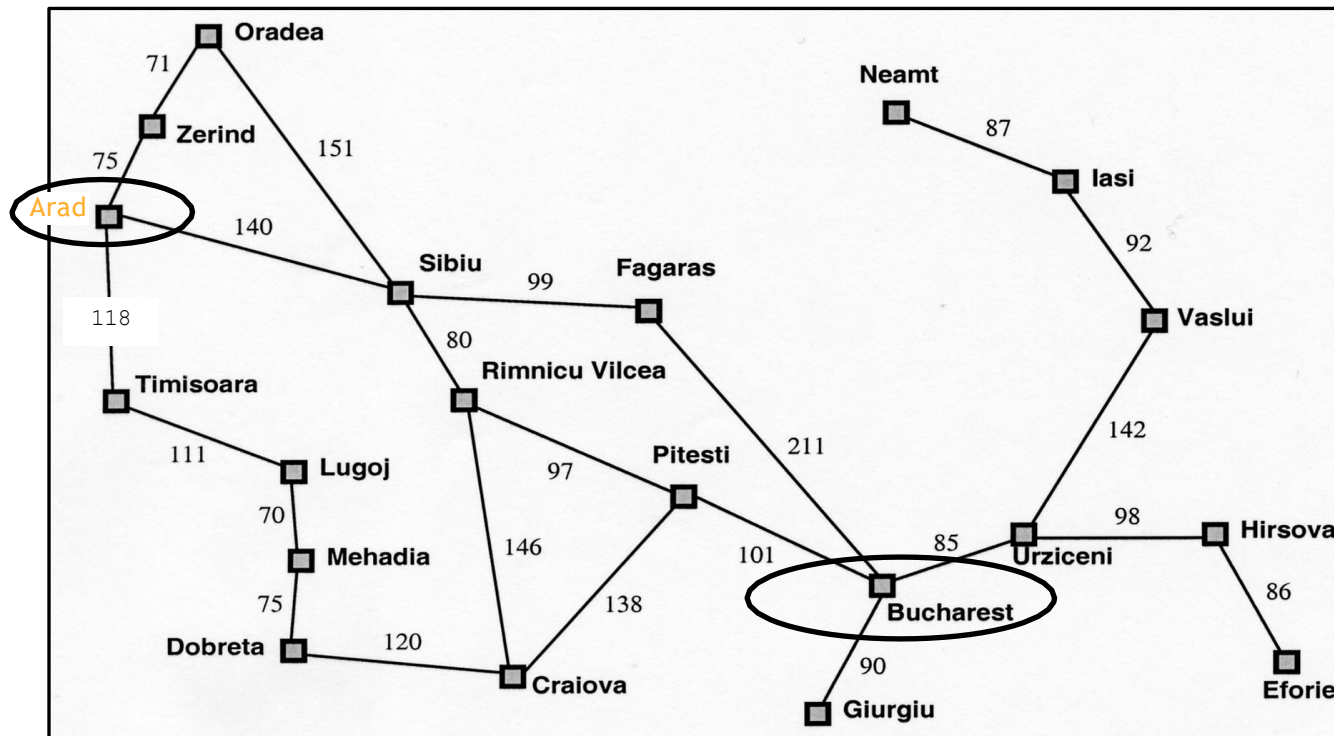 Oradea
71
Neamt
87
Zerind
151
75
Iasi
Arad
140
92
Sibiu
Fagaras
99
118
Vaslui
80
Rimnicu Vilcea
Timisoara
211
142
111
Lugoj
97
Pitesti
70
98
Hirsova
146
101
85
Urziceni
Mehadia
75
138
86
Bucharest
Dobreta
120
90
Craiova
Eforie
Giurgiu